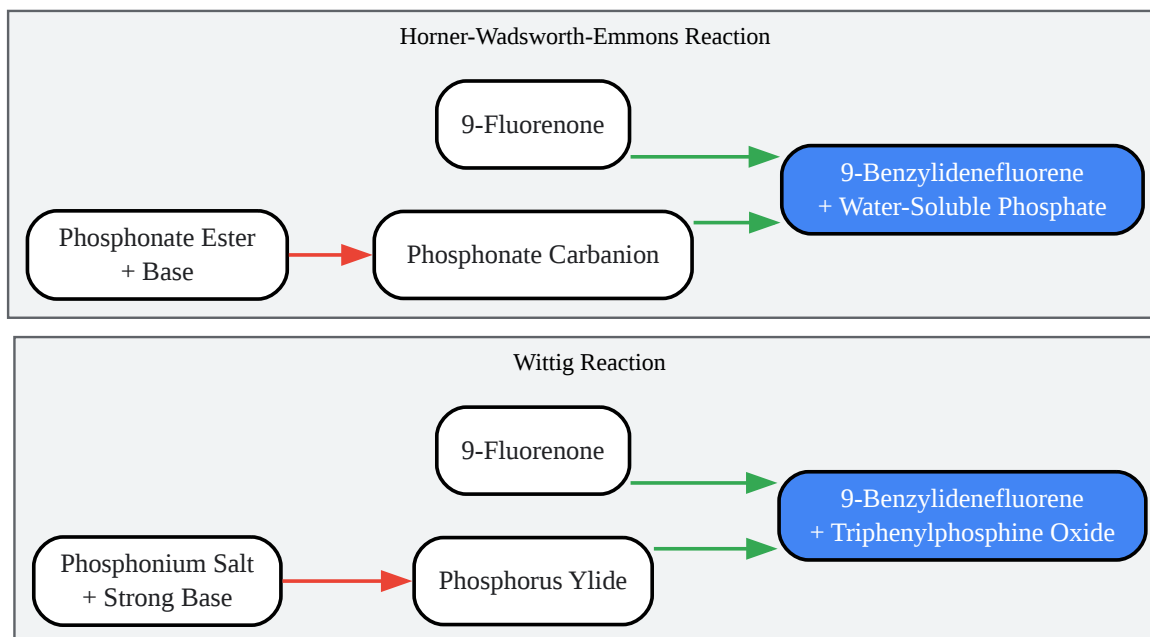 Horner-Wadsworth-Emmons Reaction
9-Fluorenone
9-Benzylidenefluorene
+ Water-Soluble Phosphate
Phosphonate Ester
+ Base
Phosphonate Carbanion
Wittig Reaction
9-Fluorenone
9-Benzylidenefluorene
+ Triphenylphosphine Oxide
Phosphonium Salt
+ Strong Base
Phosphorus Ylide